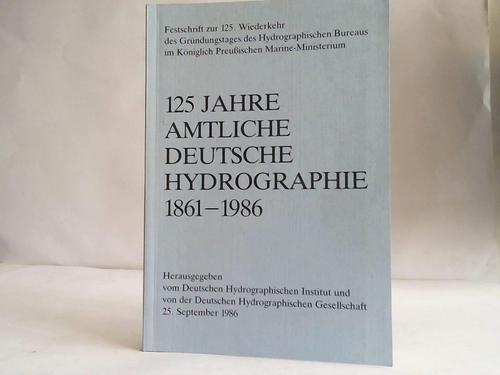 Festschrift zur 125. Wiederkehr
des Gründungstages des Hydrographischen Bureaus
im Königlich Preußischen Marine-Ministerium
125 JAHRE
AMTLICHE
DEUTSCHE
HYDROGRAPHIE
1861–1986
Herausgegeben
vom Deutschen Hydrographischen Institut und
von der Deutschen Hydrographischen Gesellschaft
25. September 1986